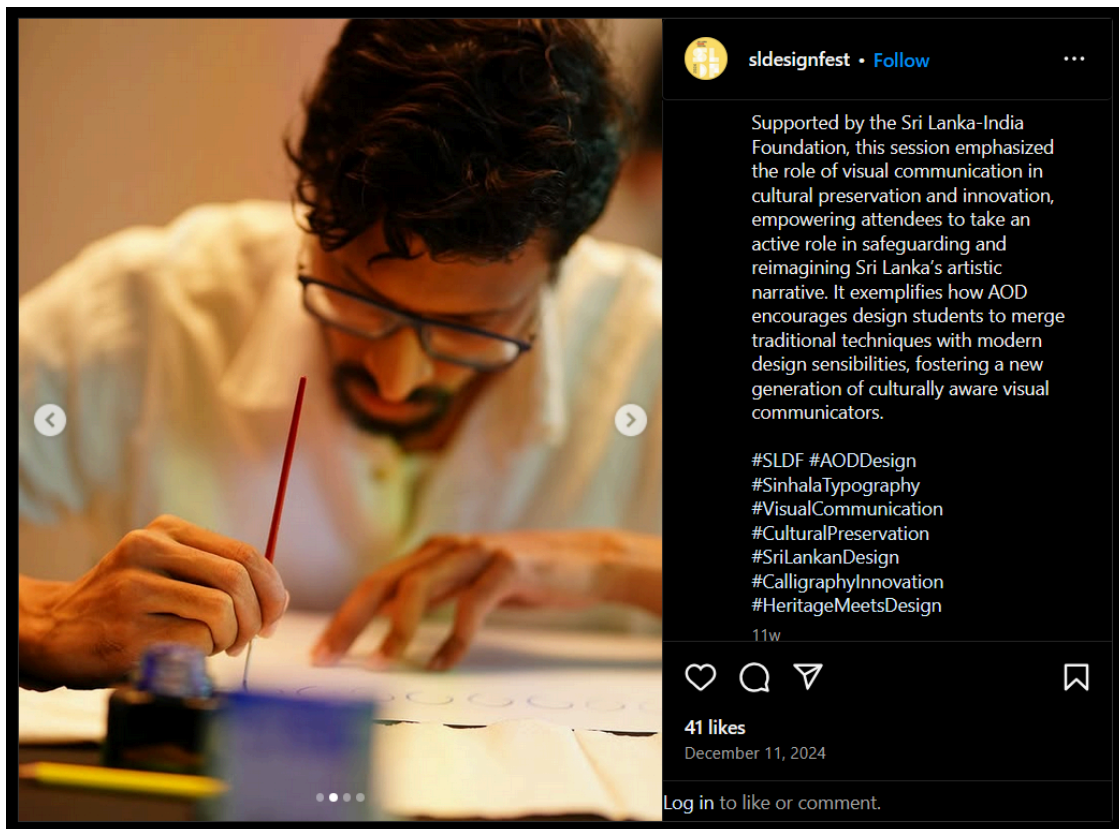 sldesignfest • Follow
Supported by the Sri Lanka-India
Foundation, this session emphasized
the role of visual communication in
cultural preservation and innovation,
empowering attendees to take an
active role in safeguarding and
reimagining Sri Lanka's artistic
narrative. It exemplifies how AOD
encourages design students to merge
traditional techniques with modern
design sensibilities, fostering a new
generation of culturally aware visual
communicators.
#SLDF #AODDesign
#SinhalaTypography
#VisualCommunication
#CulturalPreservation
#SriLankanDesign
#CalligraphyInnovation
#HeritageMeetsDesign
11w
41 likes
December 11, 2024
Log in to like or comment.